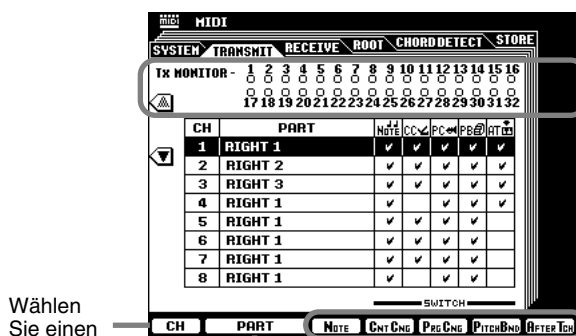 midi MIDI
SYSTEM TRANSMIT RECEIVE ROOT CHORD DETECT STORE
TX MONITOR - 1 2 3 4 5 6 7 8 9 10 11 12 13 14 15 16
17 18 19 20 21 22 23 24 25 26 27 28 29 30 31 32
CH PART NOTE CC PC PB AT
1 RIGHT 1
2 RIGHT 2
3 RIGHT 3
4 RIGHT 1
5 RIGHT 1
6 RIGHT 1
7 RIGHT 1
8 RIGHT 1
SWITCH
Wählen
Sie einen
CH PART NOTE CNT CNG PRG CNG PITCHBND AFTER TCH